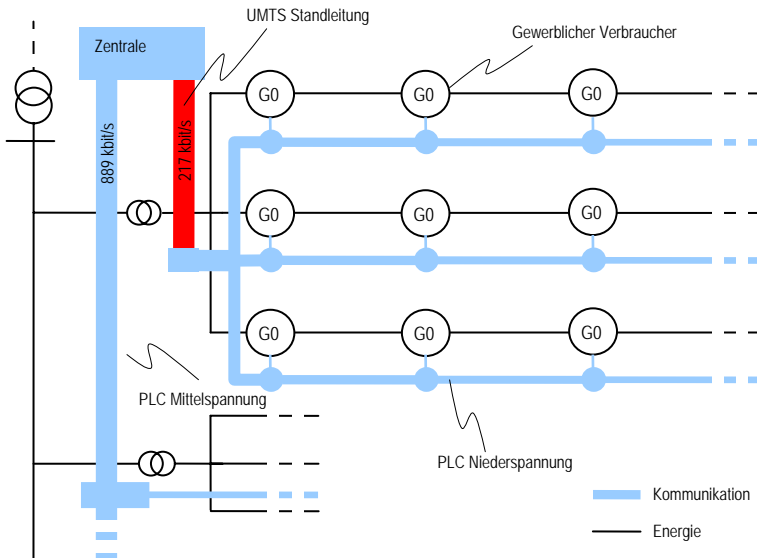 UMTS Standleitung
Gewerblicher Verbraucher
Zentrale
889 kbit/s
217 kbit/s
G0
G0
G0
G0
G0
G0
G0
G0
G0
PLC Mittelspannung
PLC Niederspannung
Kommunikation
Energie